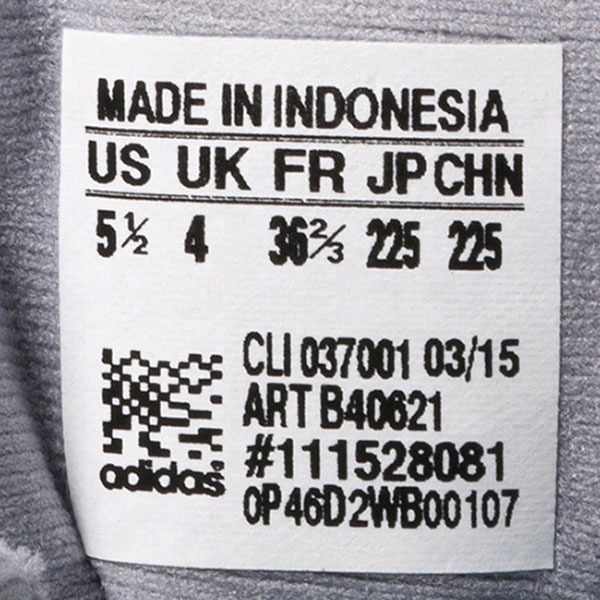 MADE IN INDONESIA
US UK FR JP CHN
5½ 4 36⅔ 225 225
CLI 037001 03/15
ART B40621
#111528081
adidas
0P46D2WB00107